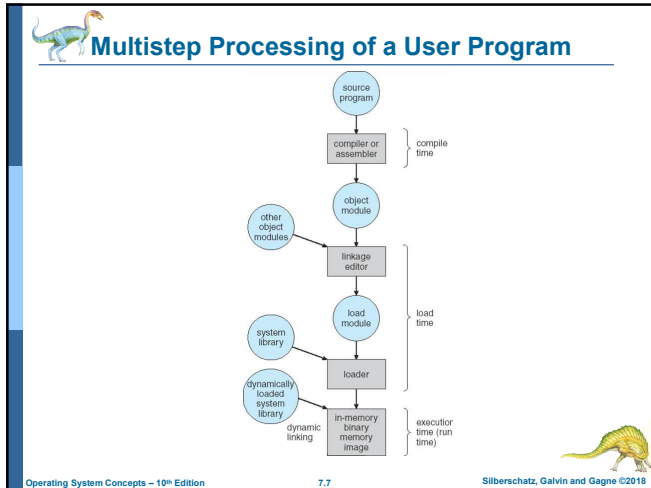 Multistep Processing of a User Program
source
program
compiler or
assembler
compile
time
object
module
other
object
modules
linkage
editor
load
module
load
time
system
library
loader
dynamically
loaded
system
library
dynamic
linking
in-memory
binary
memory
image
execution
time (run
time)
Operating System Concepts – 10th Edition
7.7
Silberschatz, Galvin and Gagne ©2018